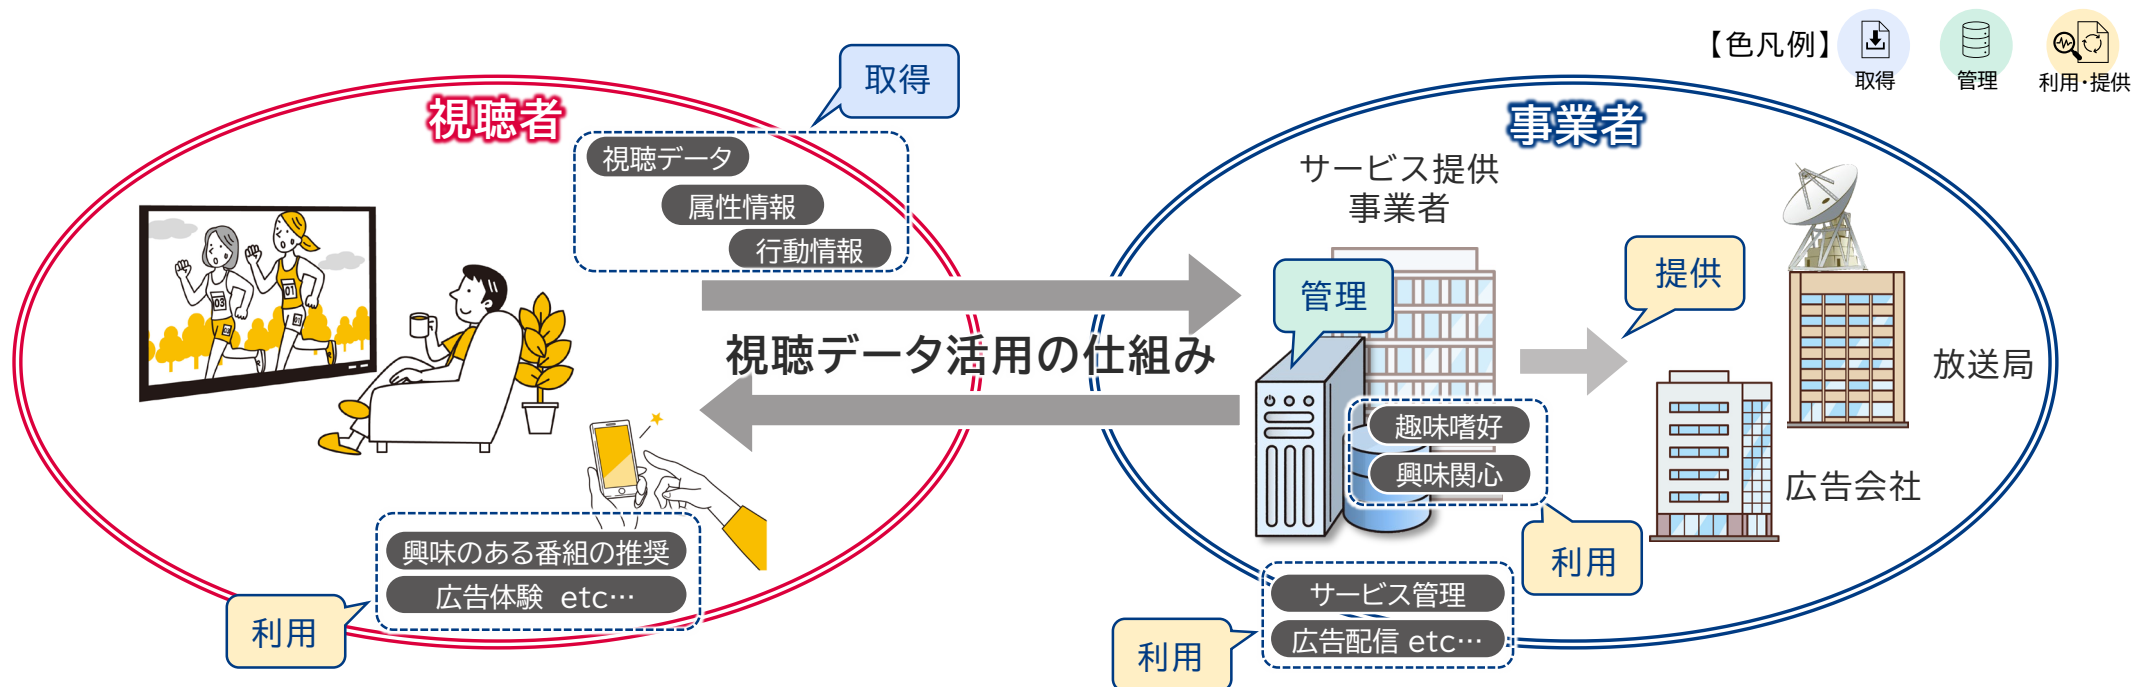 【色凡例】
取得
管理
利用・提供
取得
視聴者
視聴データ
属性情報
行動情報
事業者
サービス提供
事業者
管理
提供
視聴データ活用の仕組み
放送局
趣味嗜好
興味関心
広告会社
利用
興味のある番組の推奨
広告体験 etc…
利用
サービス管理
広告配信 etc…
利用
03
01